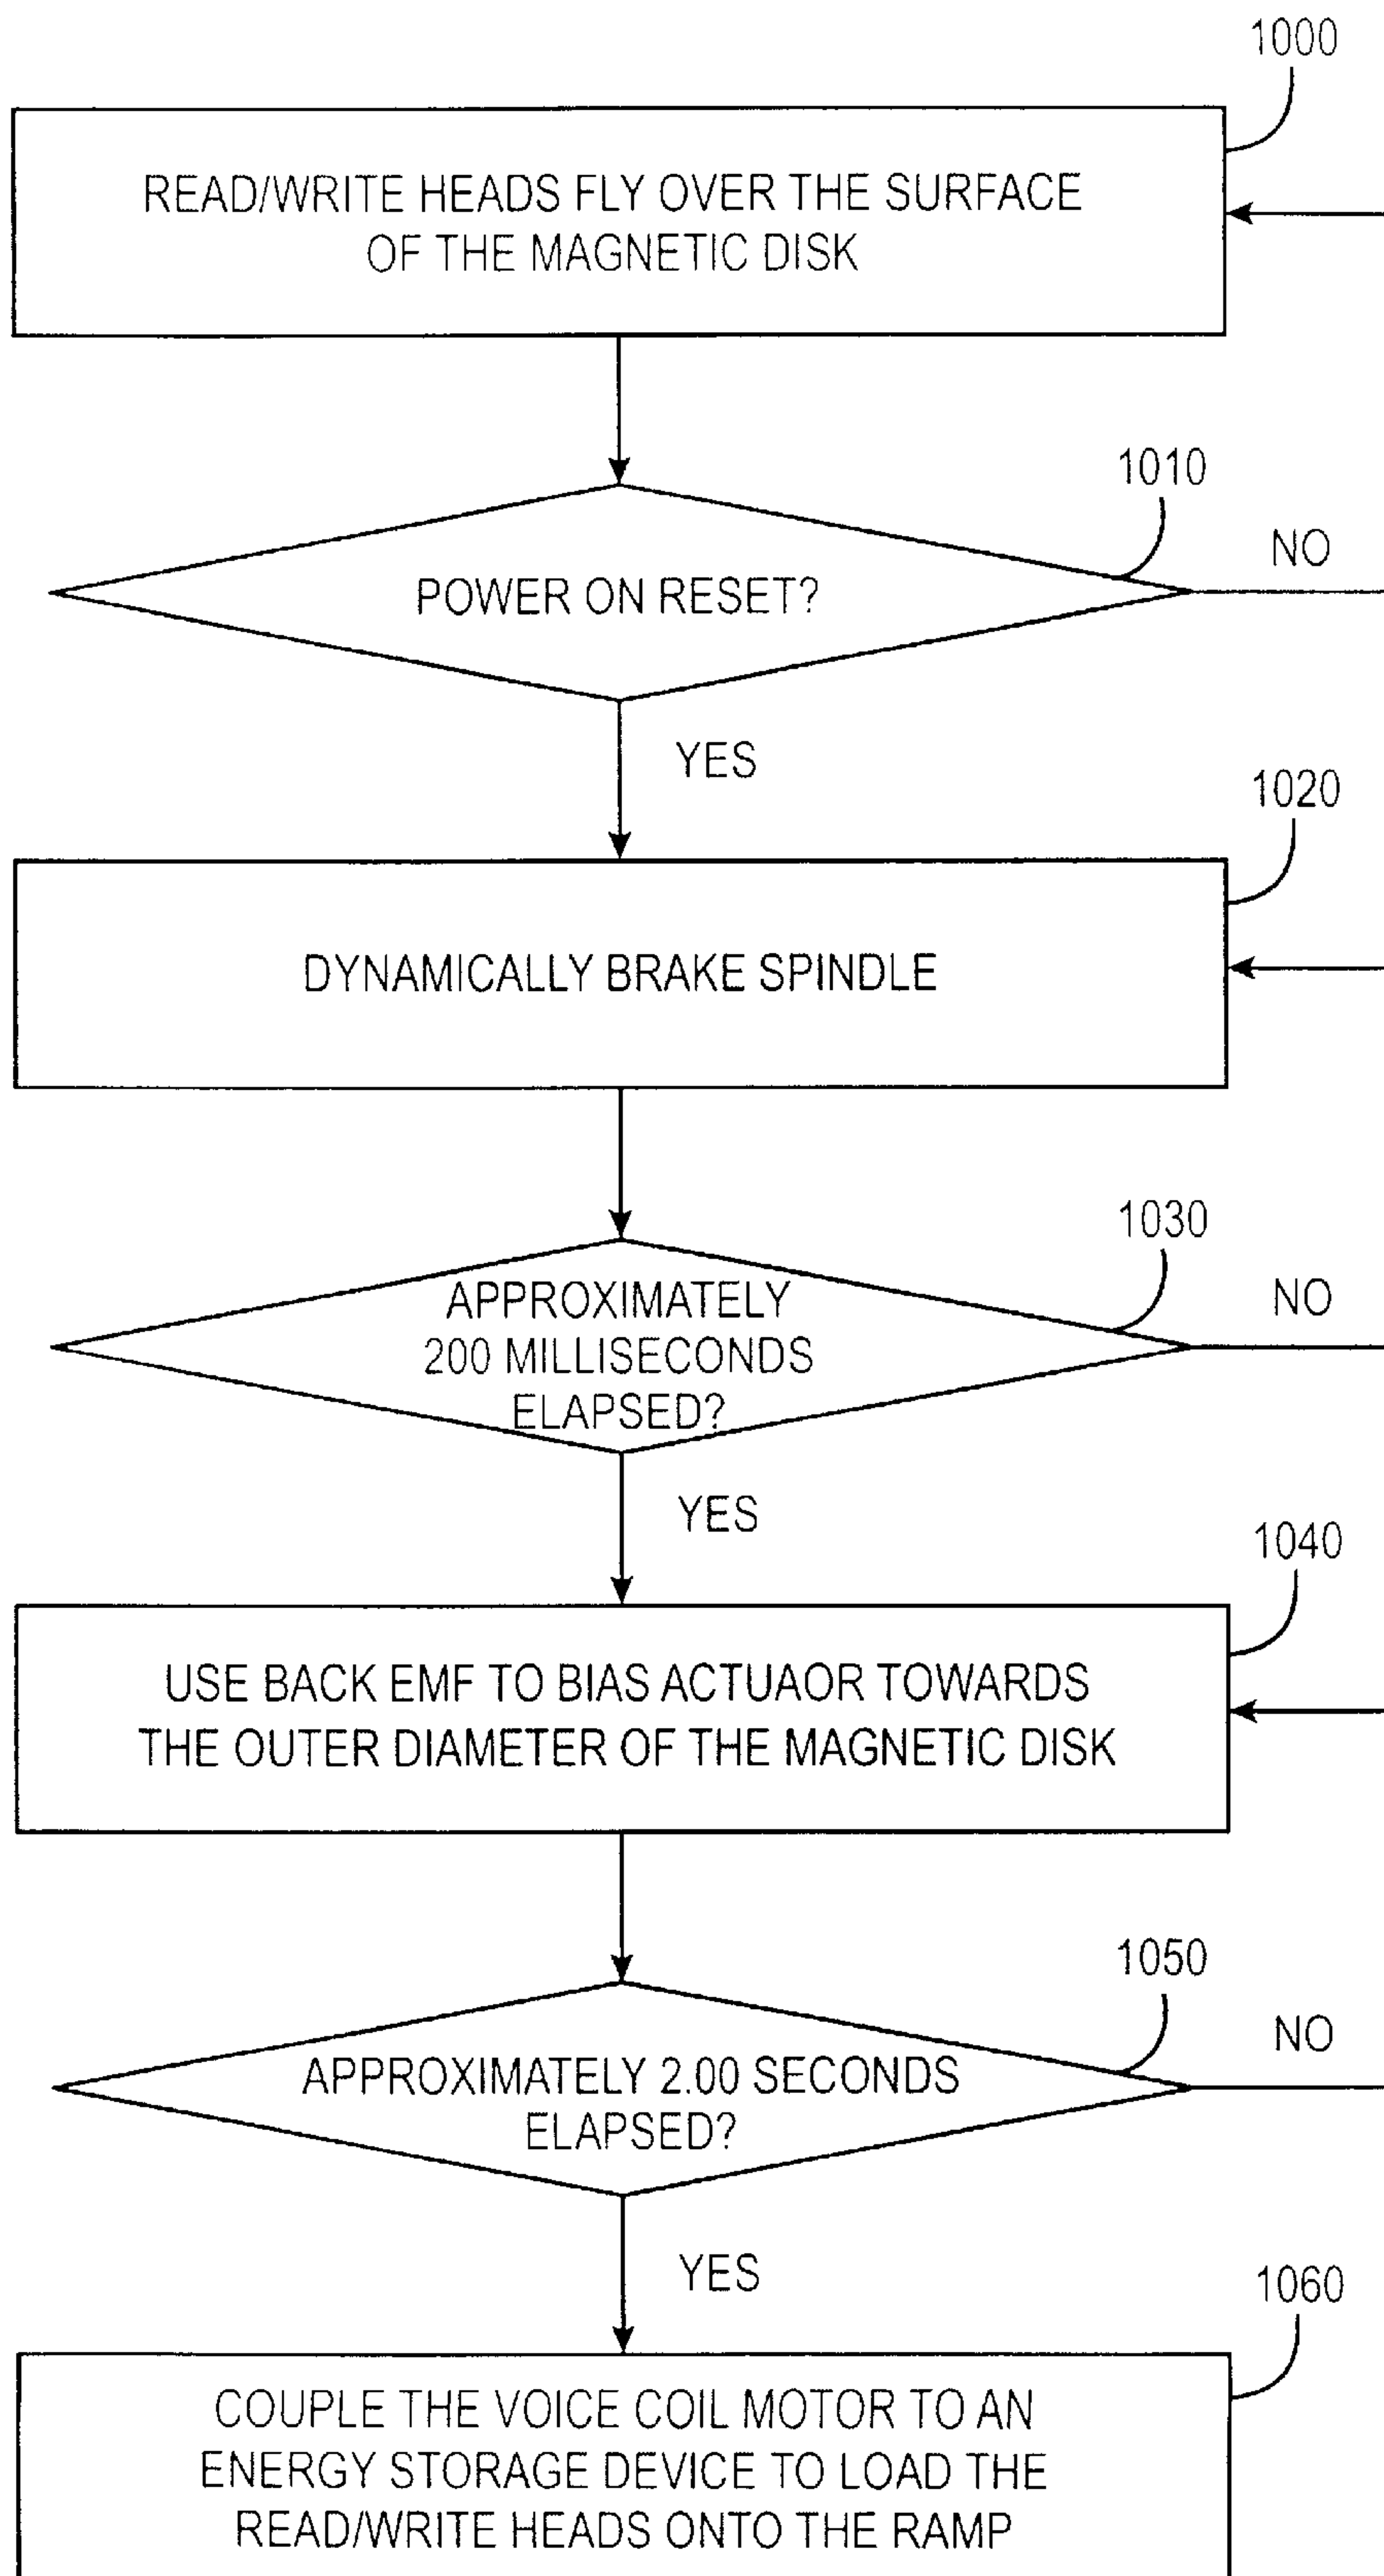 1000
READ/WRITE HEADS FLY OVER THE SURFACE
OF THE MAGNETIC DISK
1010
NO
POWER ON RESET?
YES
1020
DYNAMICALLY BRAKE SPINDLE
1030
NO
APPROXIMATELY
200 MILLISECONDS
ELAPSED?
YES
1040
USE BACK EMF TO BIAS ACTUAOR TOWARDS
THE OUTER DIAMETER OF THE MAGNETIC DISK
1050
NO
APPROXIMATELY 2.00 SECONDS
ELAPSED?
YES
1060
COUPLE THE VOICE COIL MOTOR TO AN
ENERGY STORAGE DEVICE TO LOAD THE
READ/WRITE HEADS ONTO THE RAMP